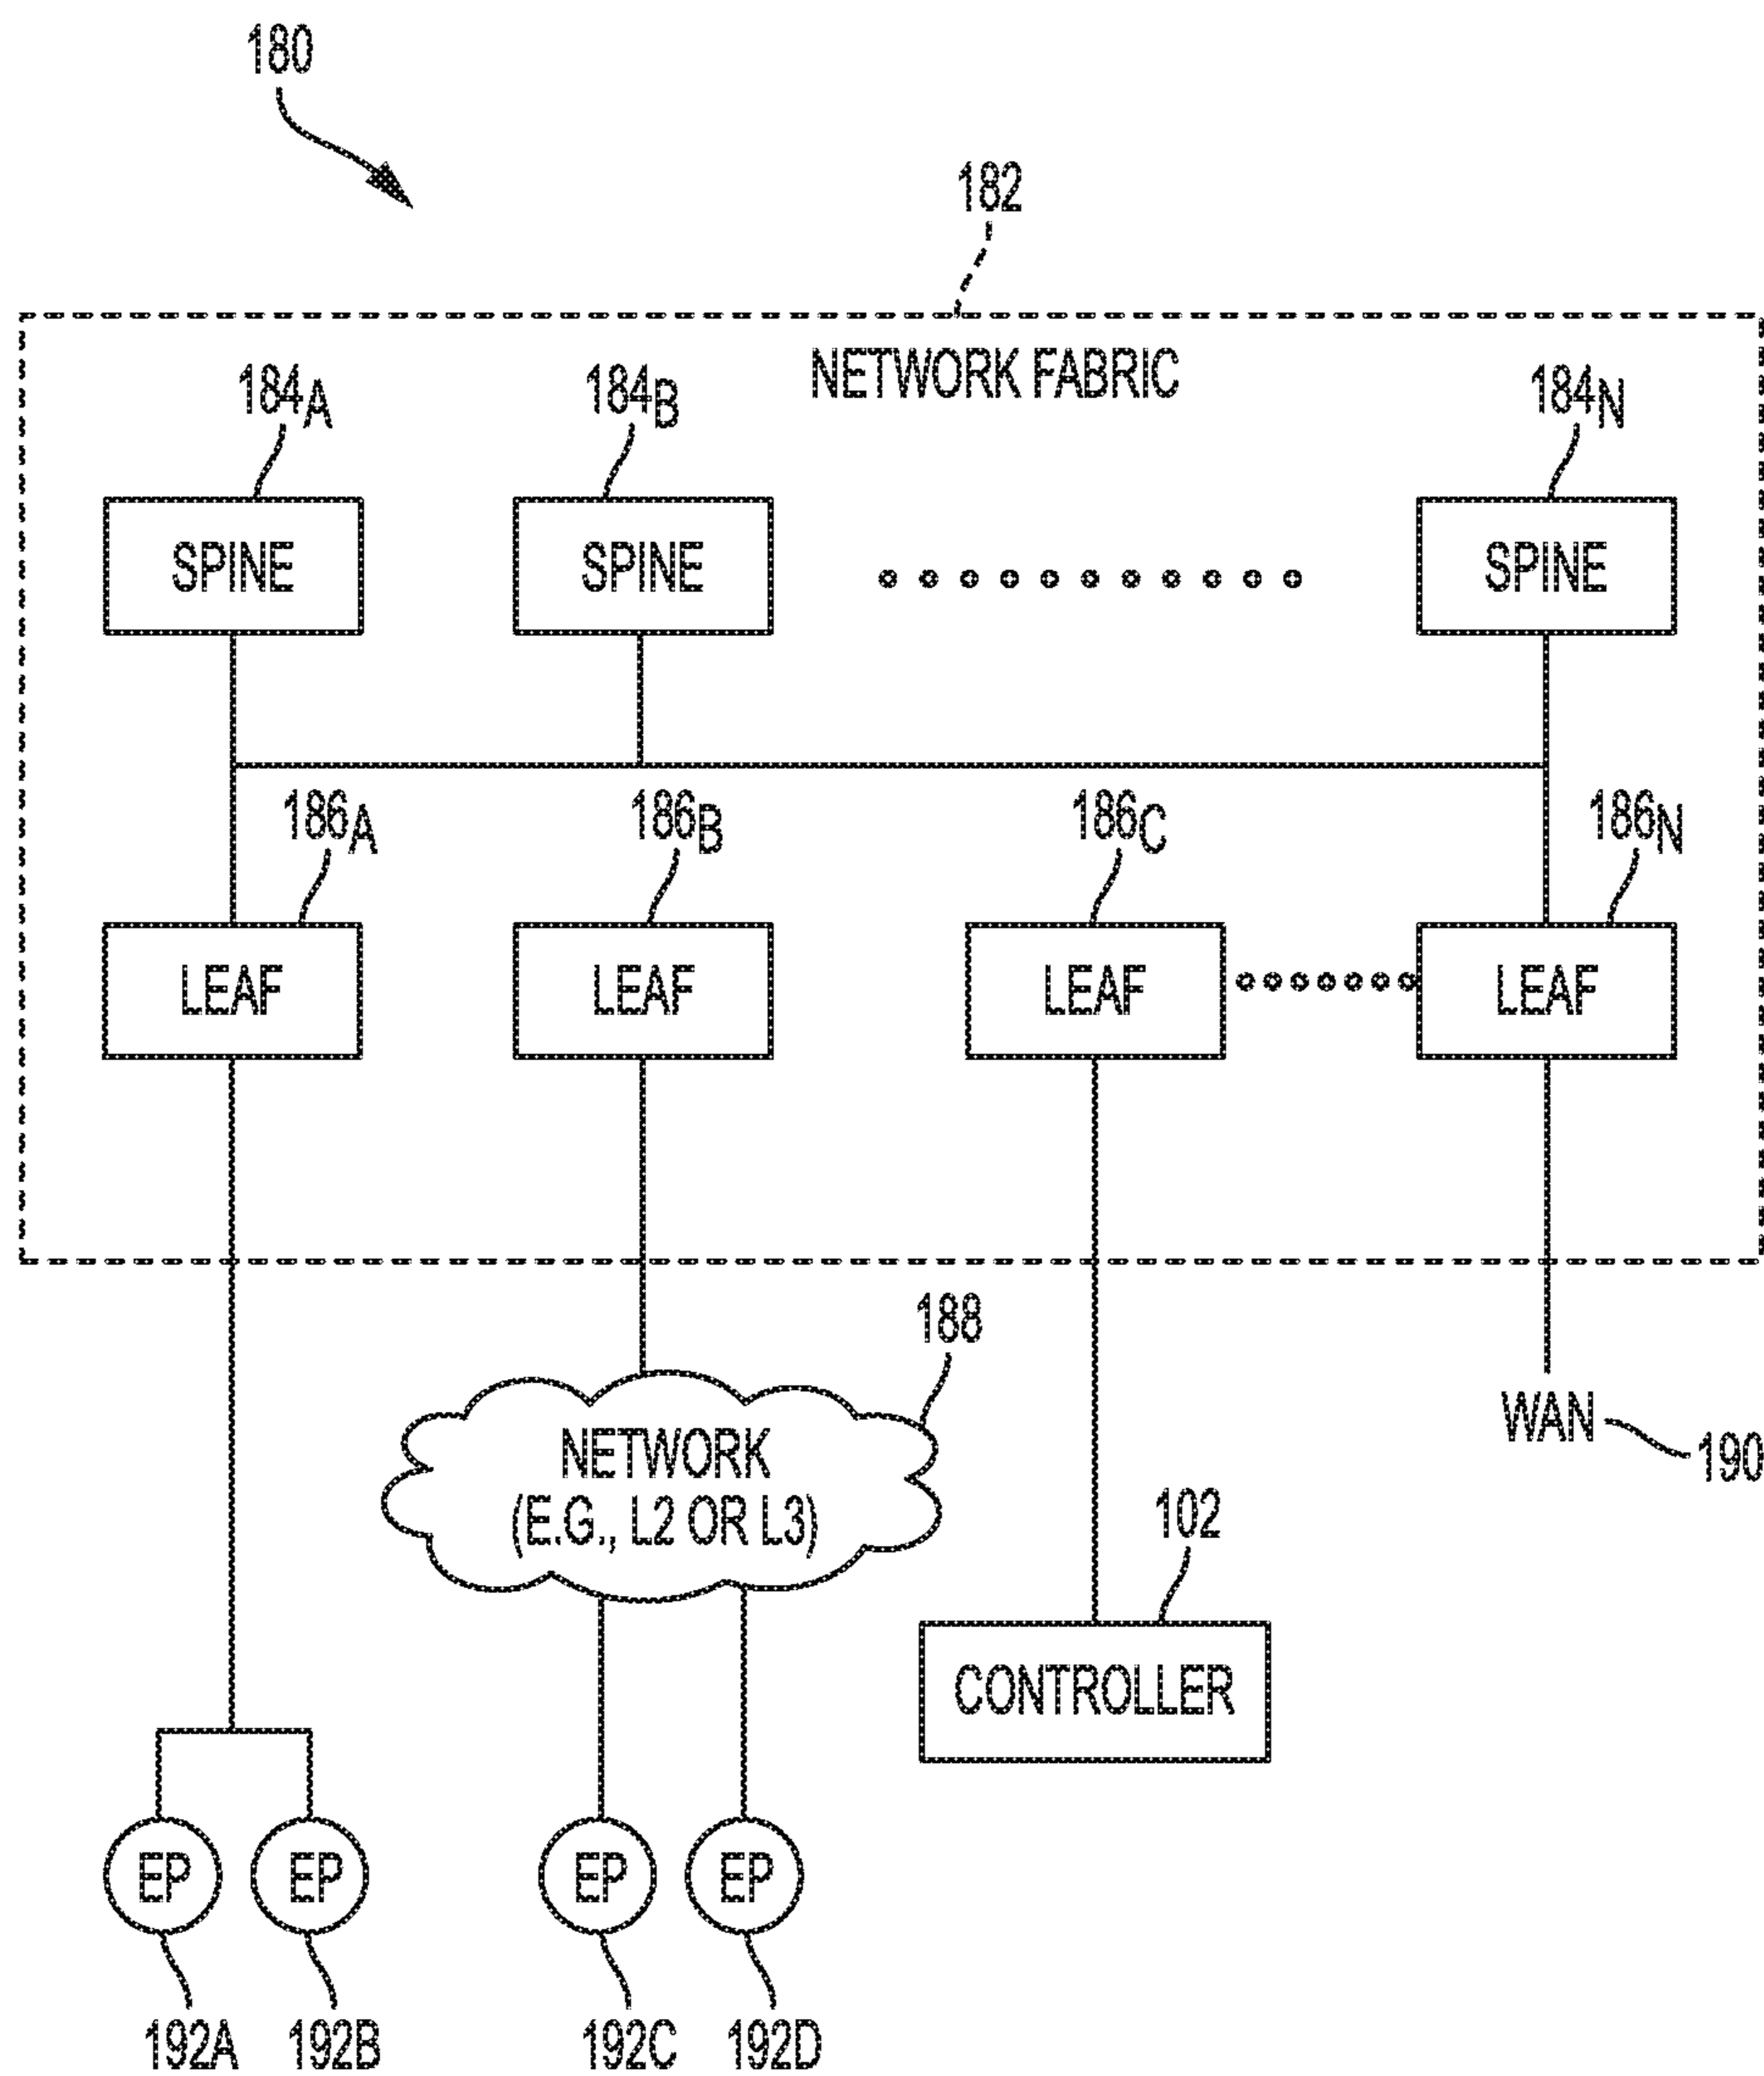 180
182
NETWORK FABRIC
184A
184B
184N
SPINE
SPINE
SPINE
186A
186B
186C
186N
LEAF
LEAF
LEAF
LEAF
188
NETWORK
(E.G., L2 OR L3)
WAN
190
102
CONTROLLER
EP
EP
EP
EP
192A
192B
192C
192D